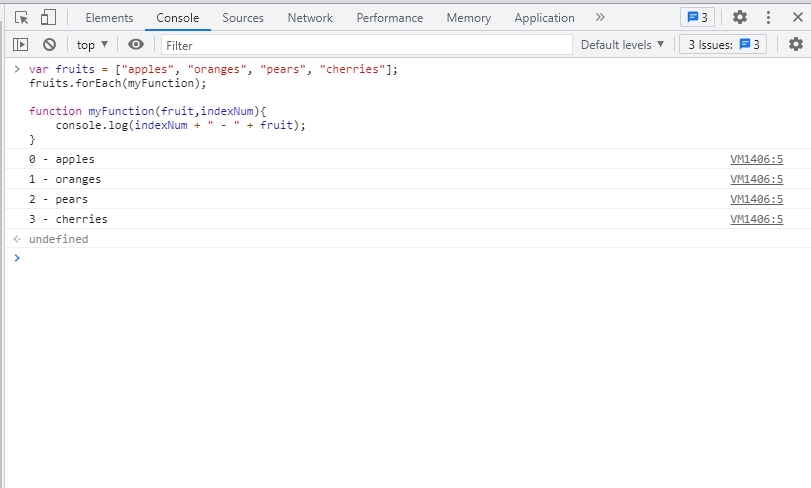 Elements Console Sources Network Performance Memory Application » 3
top ▼ Filter Default levels ▼ 3 Issues: 3
> var fruits = ["apples", "oranges", "pears", "cherries"];
fruits.forEach(myFunction);
function myFunction(fruit,indexNum){
console.log(indexNum + " - " + fruit);
}
0 - apples VM1406:5
1 - oranges VM1406:5
2 - pears VM1406:5
3 - cherries VM1406:5
undefined
>